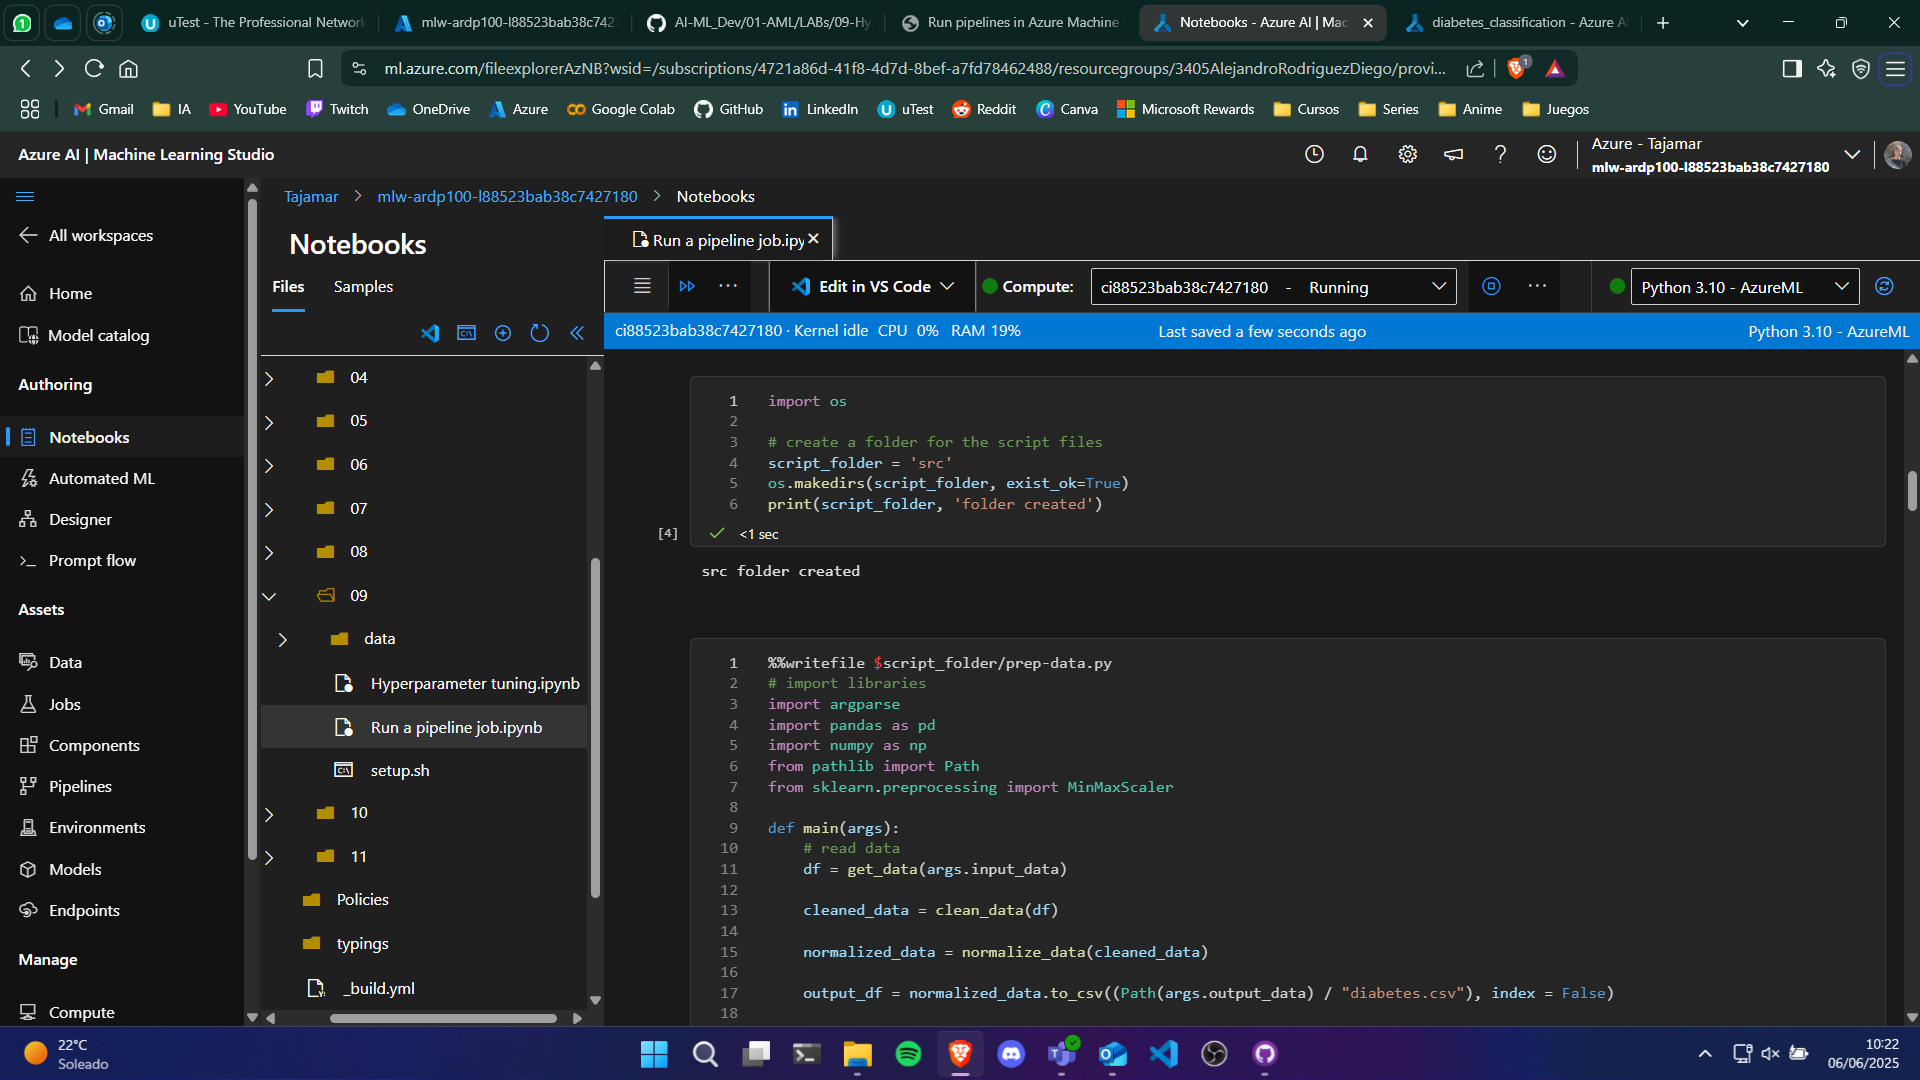 uTest - The Professional Network
mlw-ardp100-l88523bab38c7427
AI-ML_Dev/01-AML/LABs/09-Hy
Run pipelines in Azure Machine
Notebooks - Azure AI | Mac
diabetes_classification - Azure A
ml.azure.com/fileexplorerAzNB?wsid=/subscriptions/4721a86d-41f8-4d7d-8bef-a7fd78462488/resourcegroups/3405AlejandroRodriguezDiego/provi...
1
Gmail
IA
YouTube
Twitch
OneDrive
Azure
Google Colab
GitHub
LinkedIn
uTest
Reddit
Canva
Microsoft Rewards
Cursos
Series
Anime
Juegos
Azure AI | Machine Learning Studio
Azure - Tajamar
mlw-ardp100-l88523bab38c7427180
All workspaces
Home
Model catalog
Authoring
Notebooks
Automated ML
Designer
Prompt flow
Assets
Data
Jobs
Components
Pipelines
Environments
Models
Endpoints
Manage
Compute
Tajamar > mlw-ardp100-l88523bab38c7427180 > Notebooks
Notebooks
Files Samples
04
05
06
07
08
09
data
Hyperparameter tuning.ipynb
Run a pipeline job.ipynb
setup.sh
10
11
Policies
typings
_build.yml
Run a pipeline job.ipy
Edit in VS Code
Compute:
ci88523bab38c7427180 - Running
Python 3.10 - AzureML
ci88523bab38c7427180 · Kernel idle CPU 0% RAM 19%
Last saved a few seconds ago
Python 3.10 - AzureML
1 import os
2
3 # create a folder for the script files
4 script_folder = 'src'
5 os.makedirs(script_folder, exist_ok=True)
6 print(script_folder, 'folder created')
[4] <1 sec
src folder created
1 %%writefile $script_folder/prep-data.py
2 # import libraries
3 import argparse
4 import pandas as pd
5 import numpy as np
6 from pathlib import Path
7 from sklearn.preprocessing import MinMaxScaler
8
9 def main(args):
10 # read data
11 df = get_data(args.input_data)
12
13 cleaned_data = clean_data(df)
14
15 normalized_data = normalize_data(cleaned_data)
16
17 output_df = normalized_data.to_csv((Path(args.output_data) / "diabetes.csv"), index = False)
18
22°C
Soleado
10:22
06/06/2025